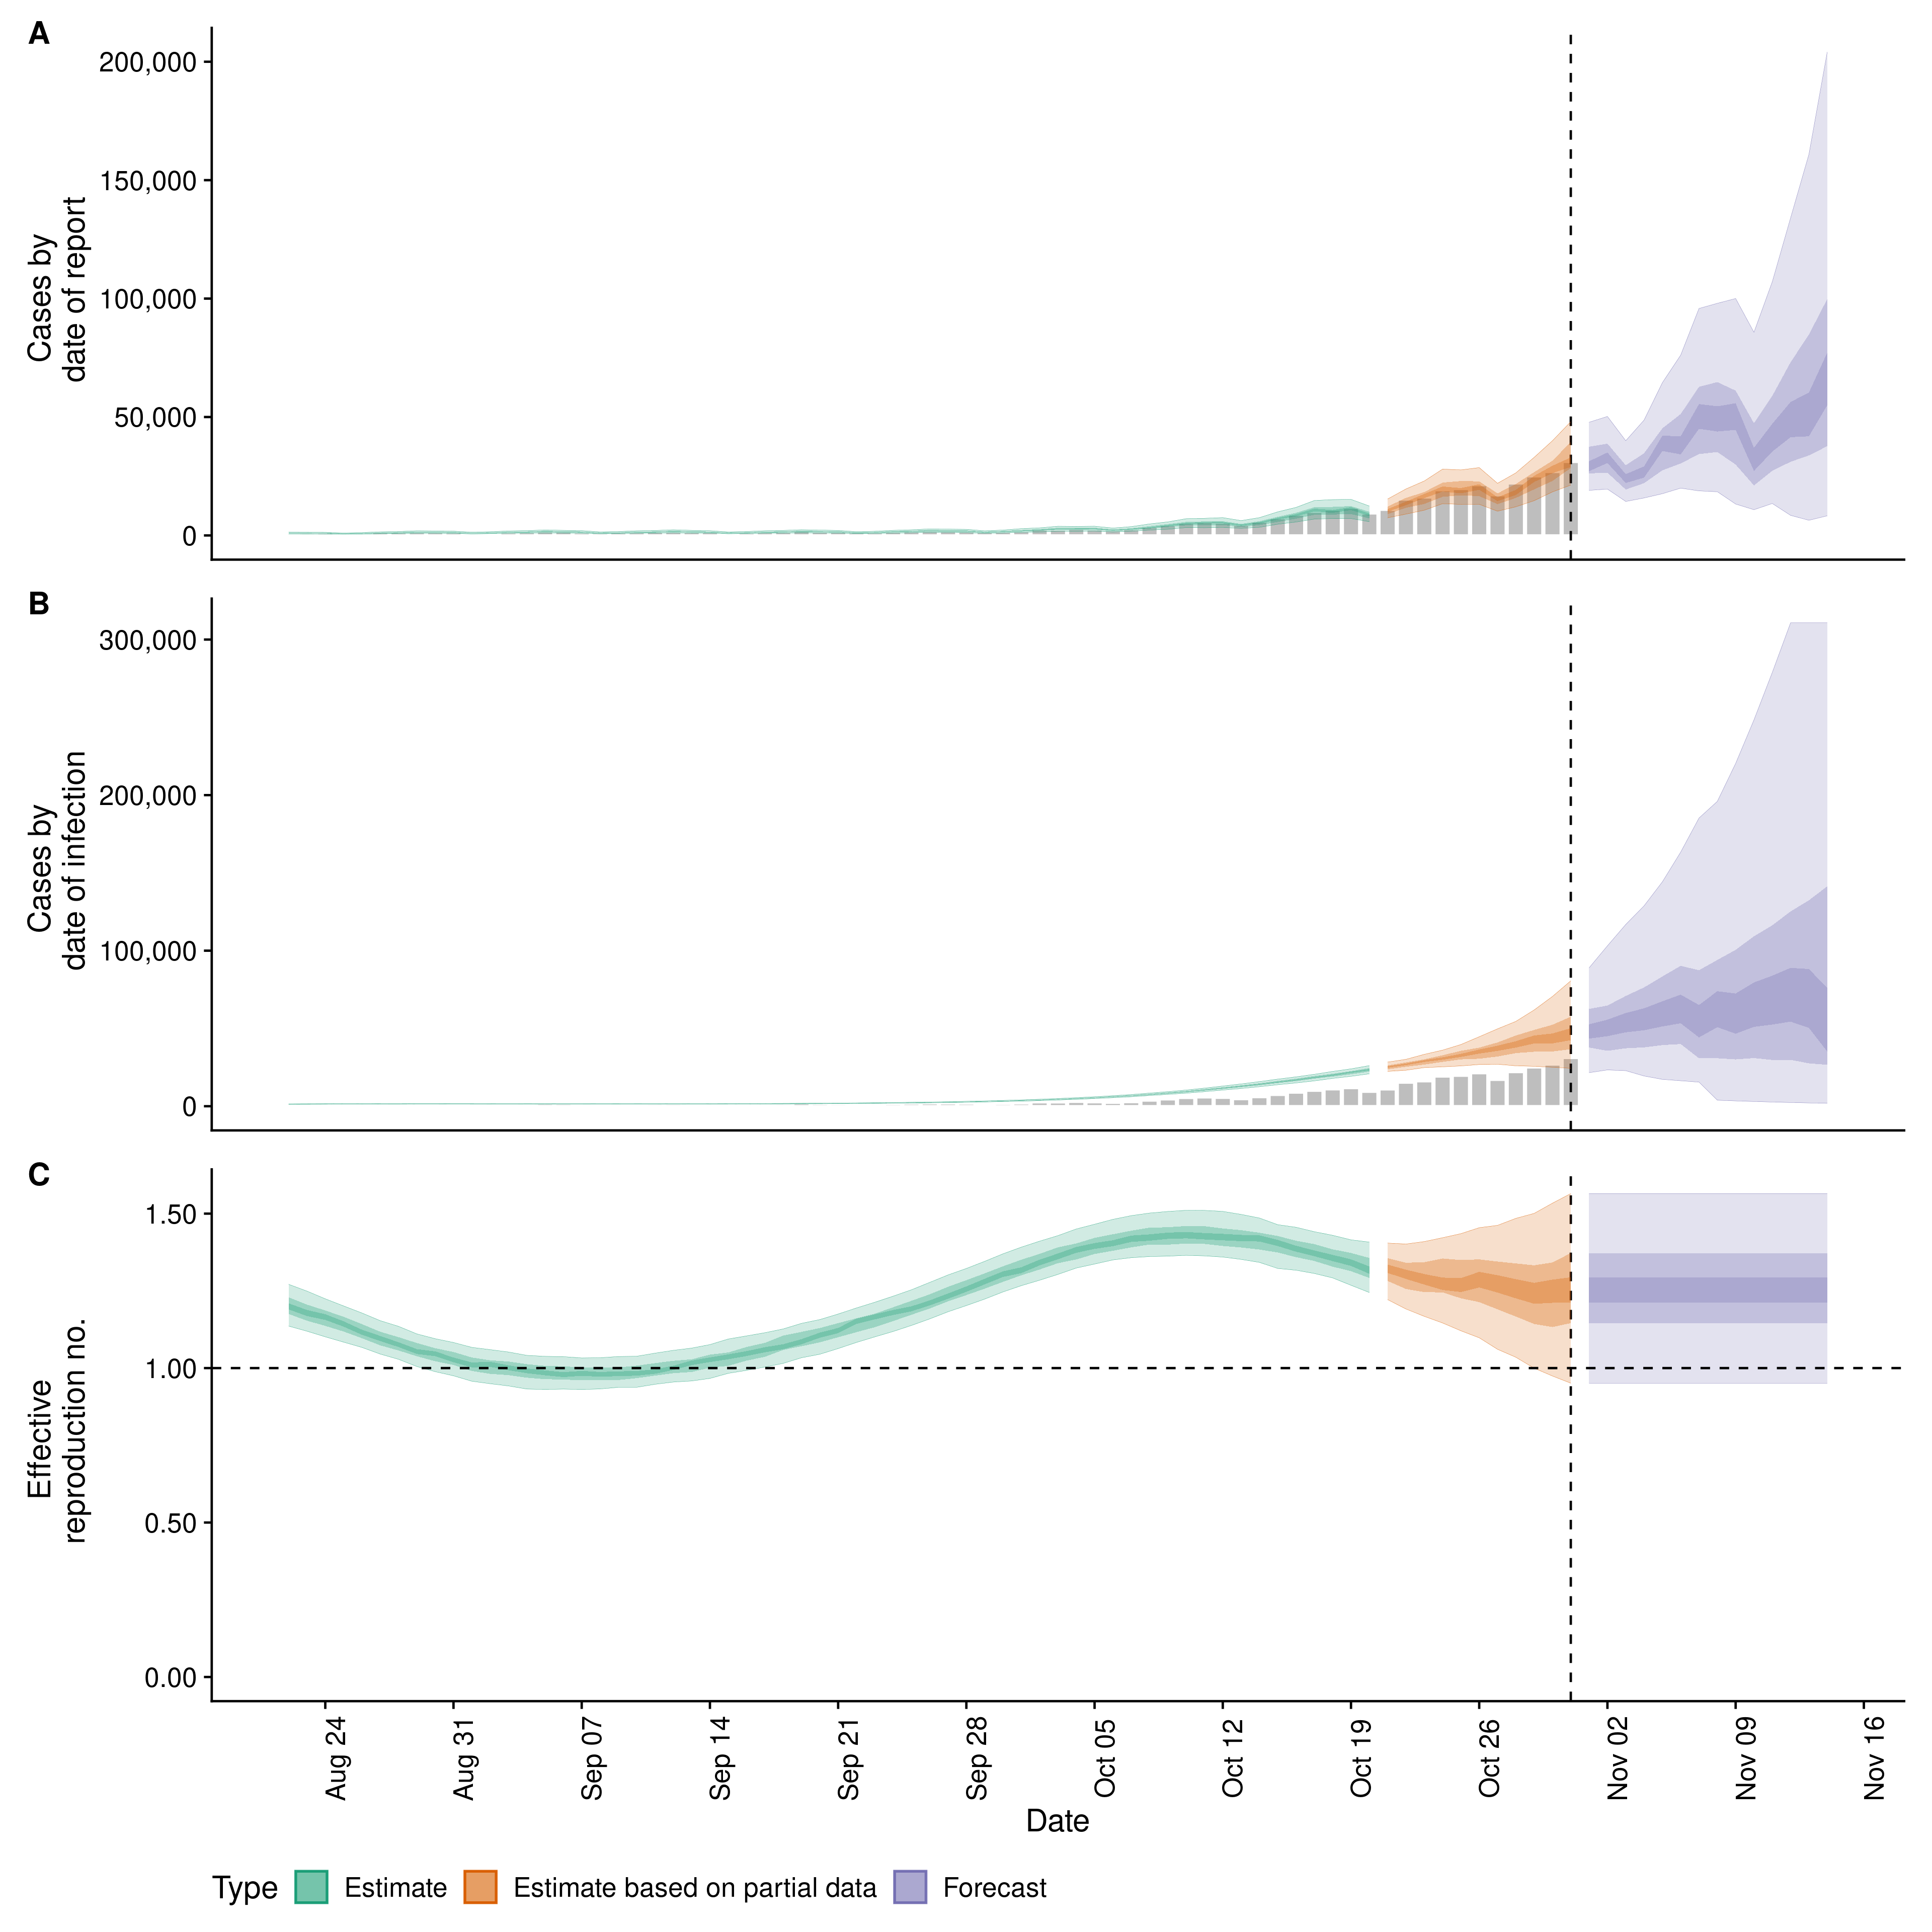 A
200,000
150,000
100,000
50,000
0
Cases by
date of report
B
300,000
200,000
100,000
0
Cases by
date of infection
C
1.50
1.00
0.50
0.00
Effective
reproduction no.
Aug 24
Aug 31
Sep 07
Sep 14
Sep 21
Sep 28
Oct 05
Oct 12
Oct 19
Oct 26
Nov 02
Nov 09
Nov 16
Date
Type Estimate Estimate based on partial data Forecast